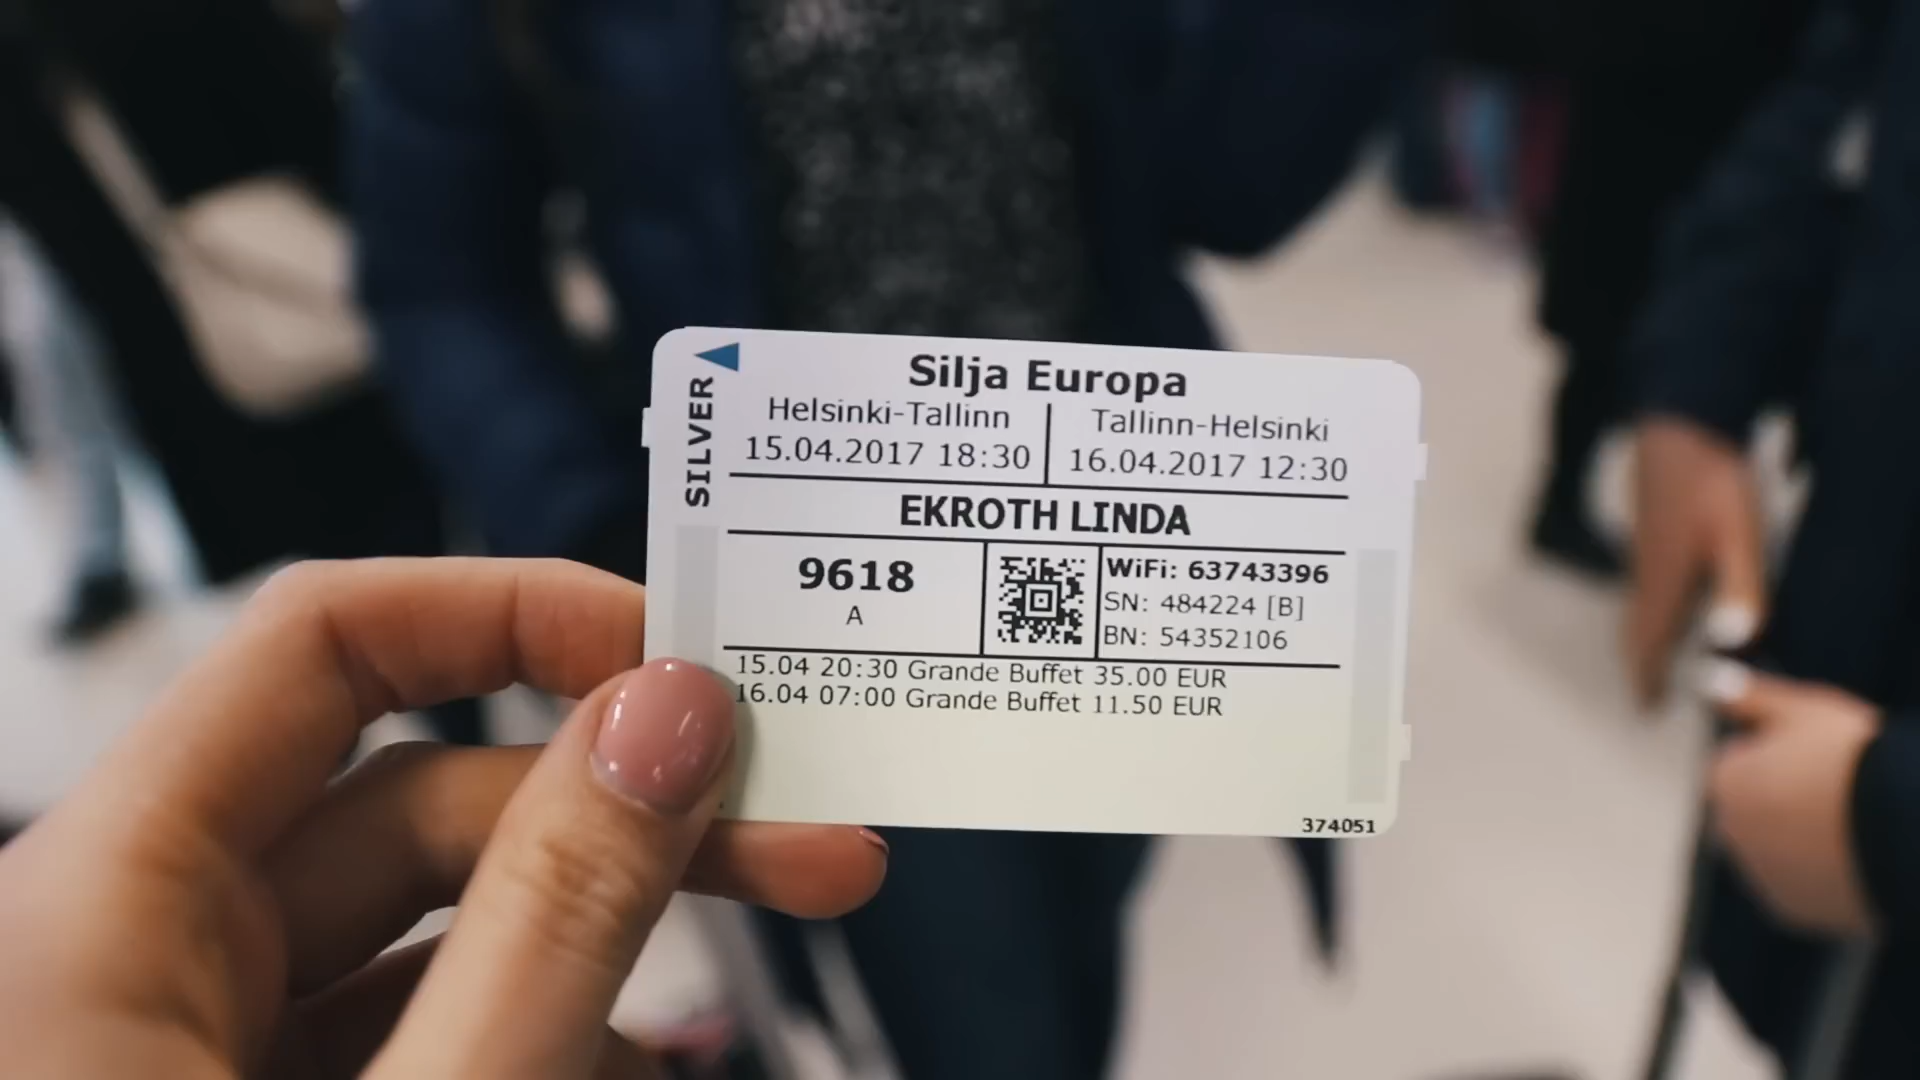 SILVER
Silja Europa
Helsinki-Tallinn
15.04.2017 18:30
Tallinn-Helsinki
16.04.2017 12:30
EKROTH LINDA
9618
A
WiFi: 63743396
SN: 484224 [B]
BN: 54352106
15.04 20:30 Grande Buffet 35.00 EUR
16.04 07:00 Grande Buffet 11.50 EUR
374051